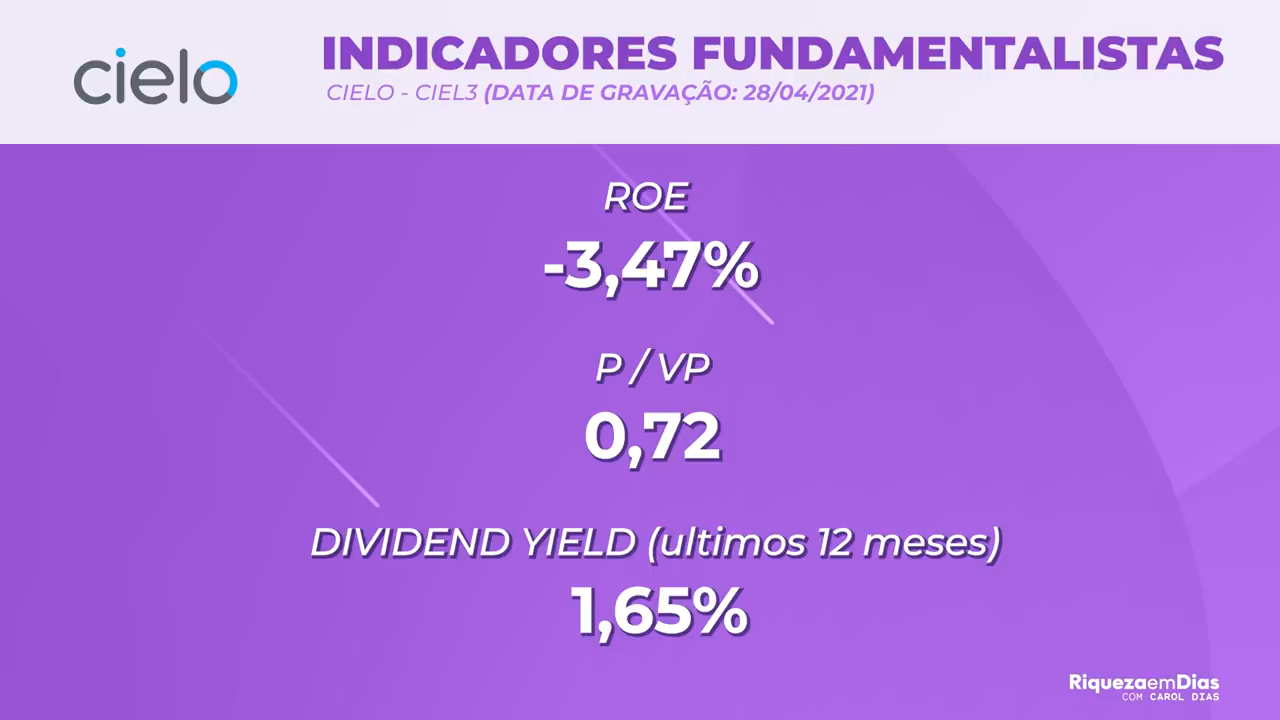 cielo
INDICADORES FUNDAMENTALISTAS
CIELO - CIEL3 (DATA DE GRAVAÇÃO: 28/04/2021)
ROE
-3,47%
P / VP
0,72
DIVIDEND YIELD (ultimos 12 meses)
1,65%
RiquezaemDias
COM CAROL DIAS